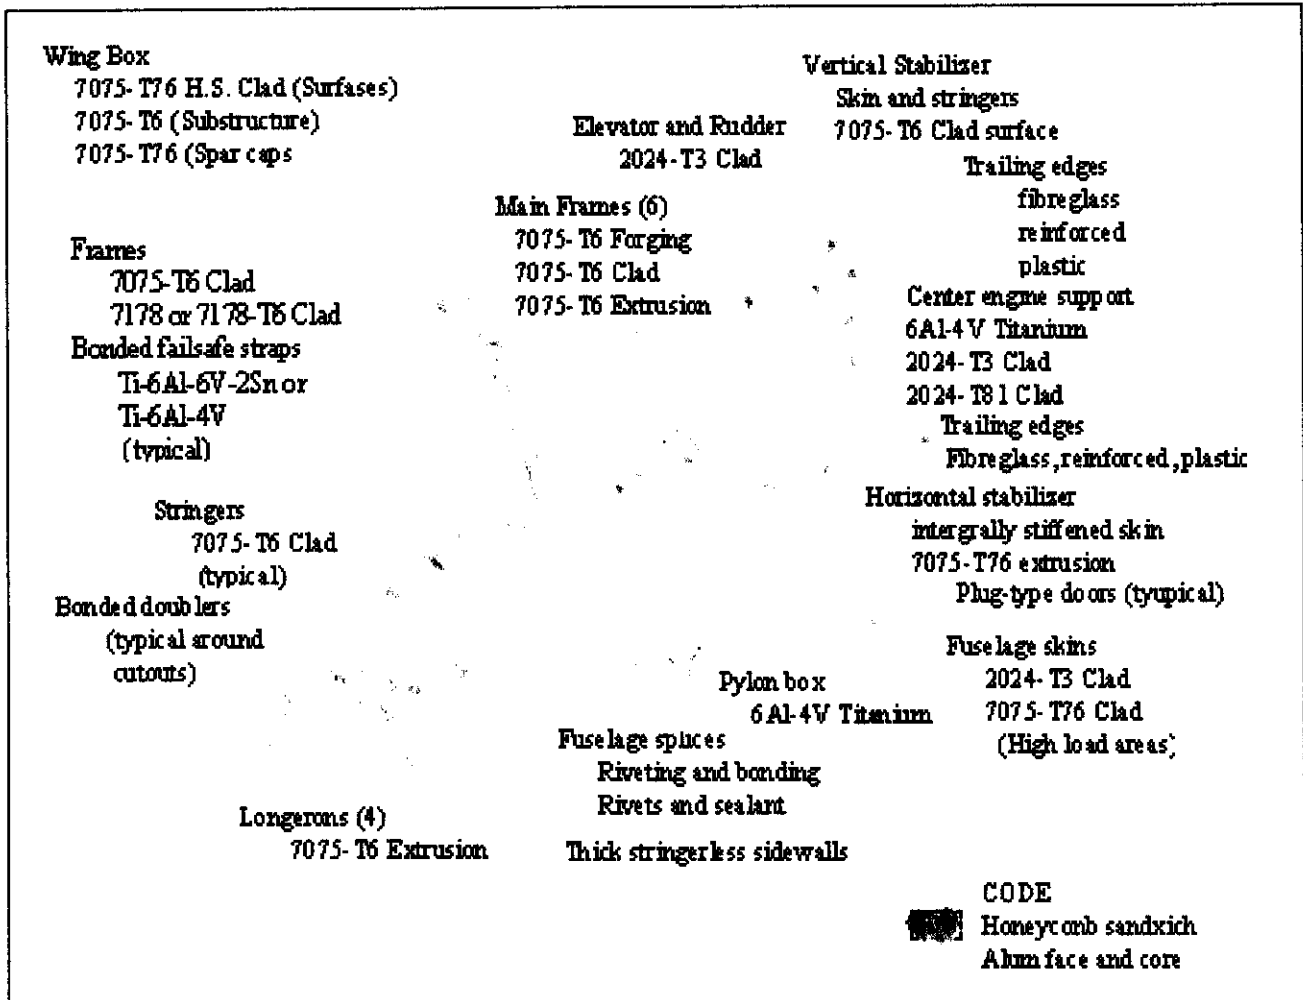 Wing Box
7075-T76 H.S. Clad (Surfases)
7075-T6 (Substructure)
7075-T76 (Spar caps
Frames
7075-T6 Clad
7178 or 7178-T6 Clad
Bonded failsafe straps
Ti-6Al-6V-2Sn or
Ti-6Al-4V
(typical)
Stringers
7075-T6 Clad
(typical)
Bonded doublers
(typical around
cutouts)
Longerons (4)
7075-T6 Extrusion
Elevator and Rudder
2024-T3 Clad
Main Frames (6)
7075-T6 Forging
7075-T6 Clad
7075-T6 Extrusion
Pylon box
6Al-4V Titanium
Fuselage splices
Riveting and bonding
Rivets and sealant
Thick stringerless sidewalls
Vertical Stabilizer
Skin and stringers
7075-T6 Clad surface
Trailing edges
fibreglass
reinforced
plastic
Center engine support
6Al-4V Titanium
2024-T3 Clad
2024-T81 Clad
Trailing edges
Fibreglass,reinforced,plastic
Horizontal stabilizer
intergrally stiffened skin
7075-T76 extrusion
Plug-type doors (tyupical)
Fuselage skins
2024-T3 Clad
7075-T76 Clad
(High load areas)
CODE
Honeyconb sandxich
Alum face and core